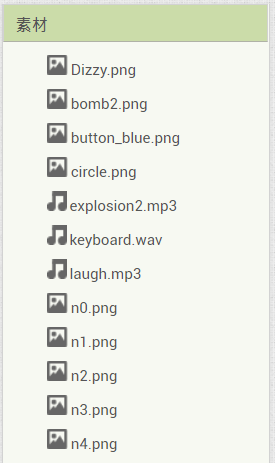 素材
Dizzy.png
bomb2.png
button_blue.png
circle.png
explosion2.mp3
keyboard.wav
laugh.mp3
n0.png
n1.png
n2.png
n3.png
n4.png